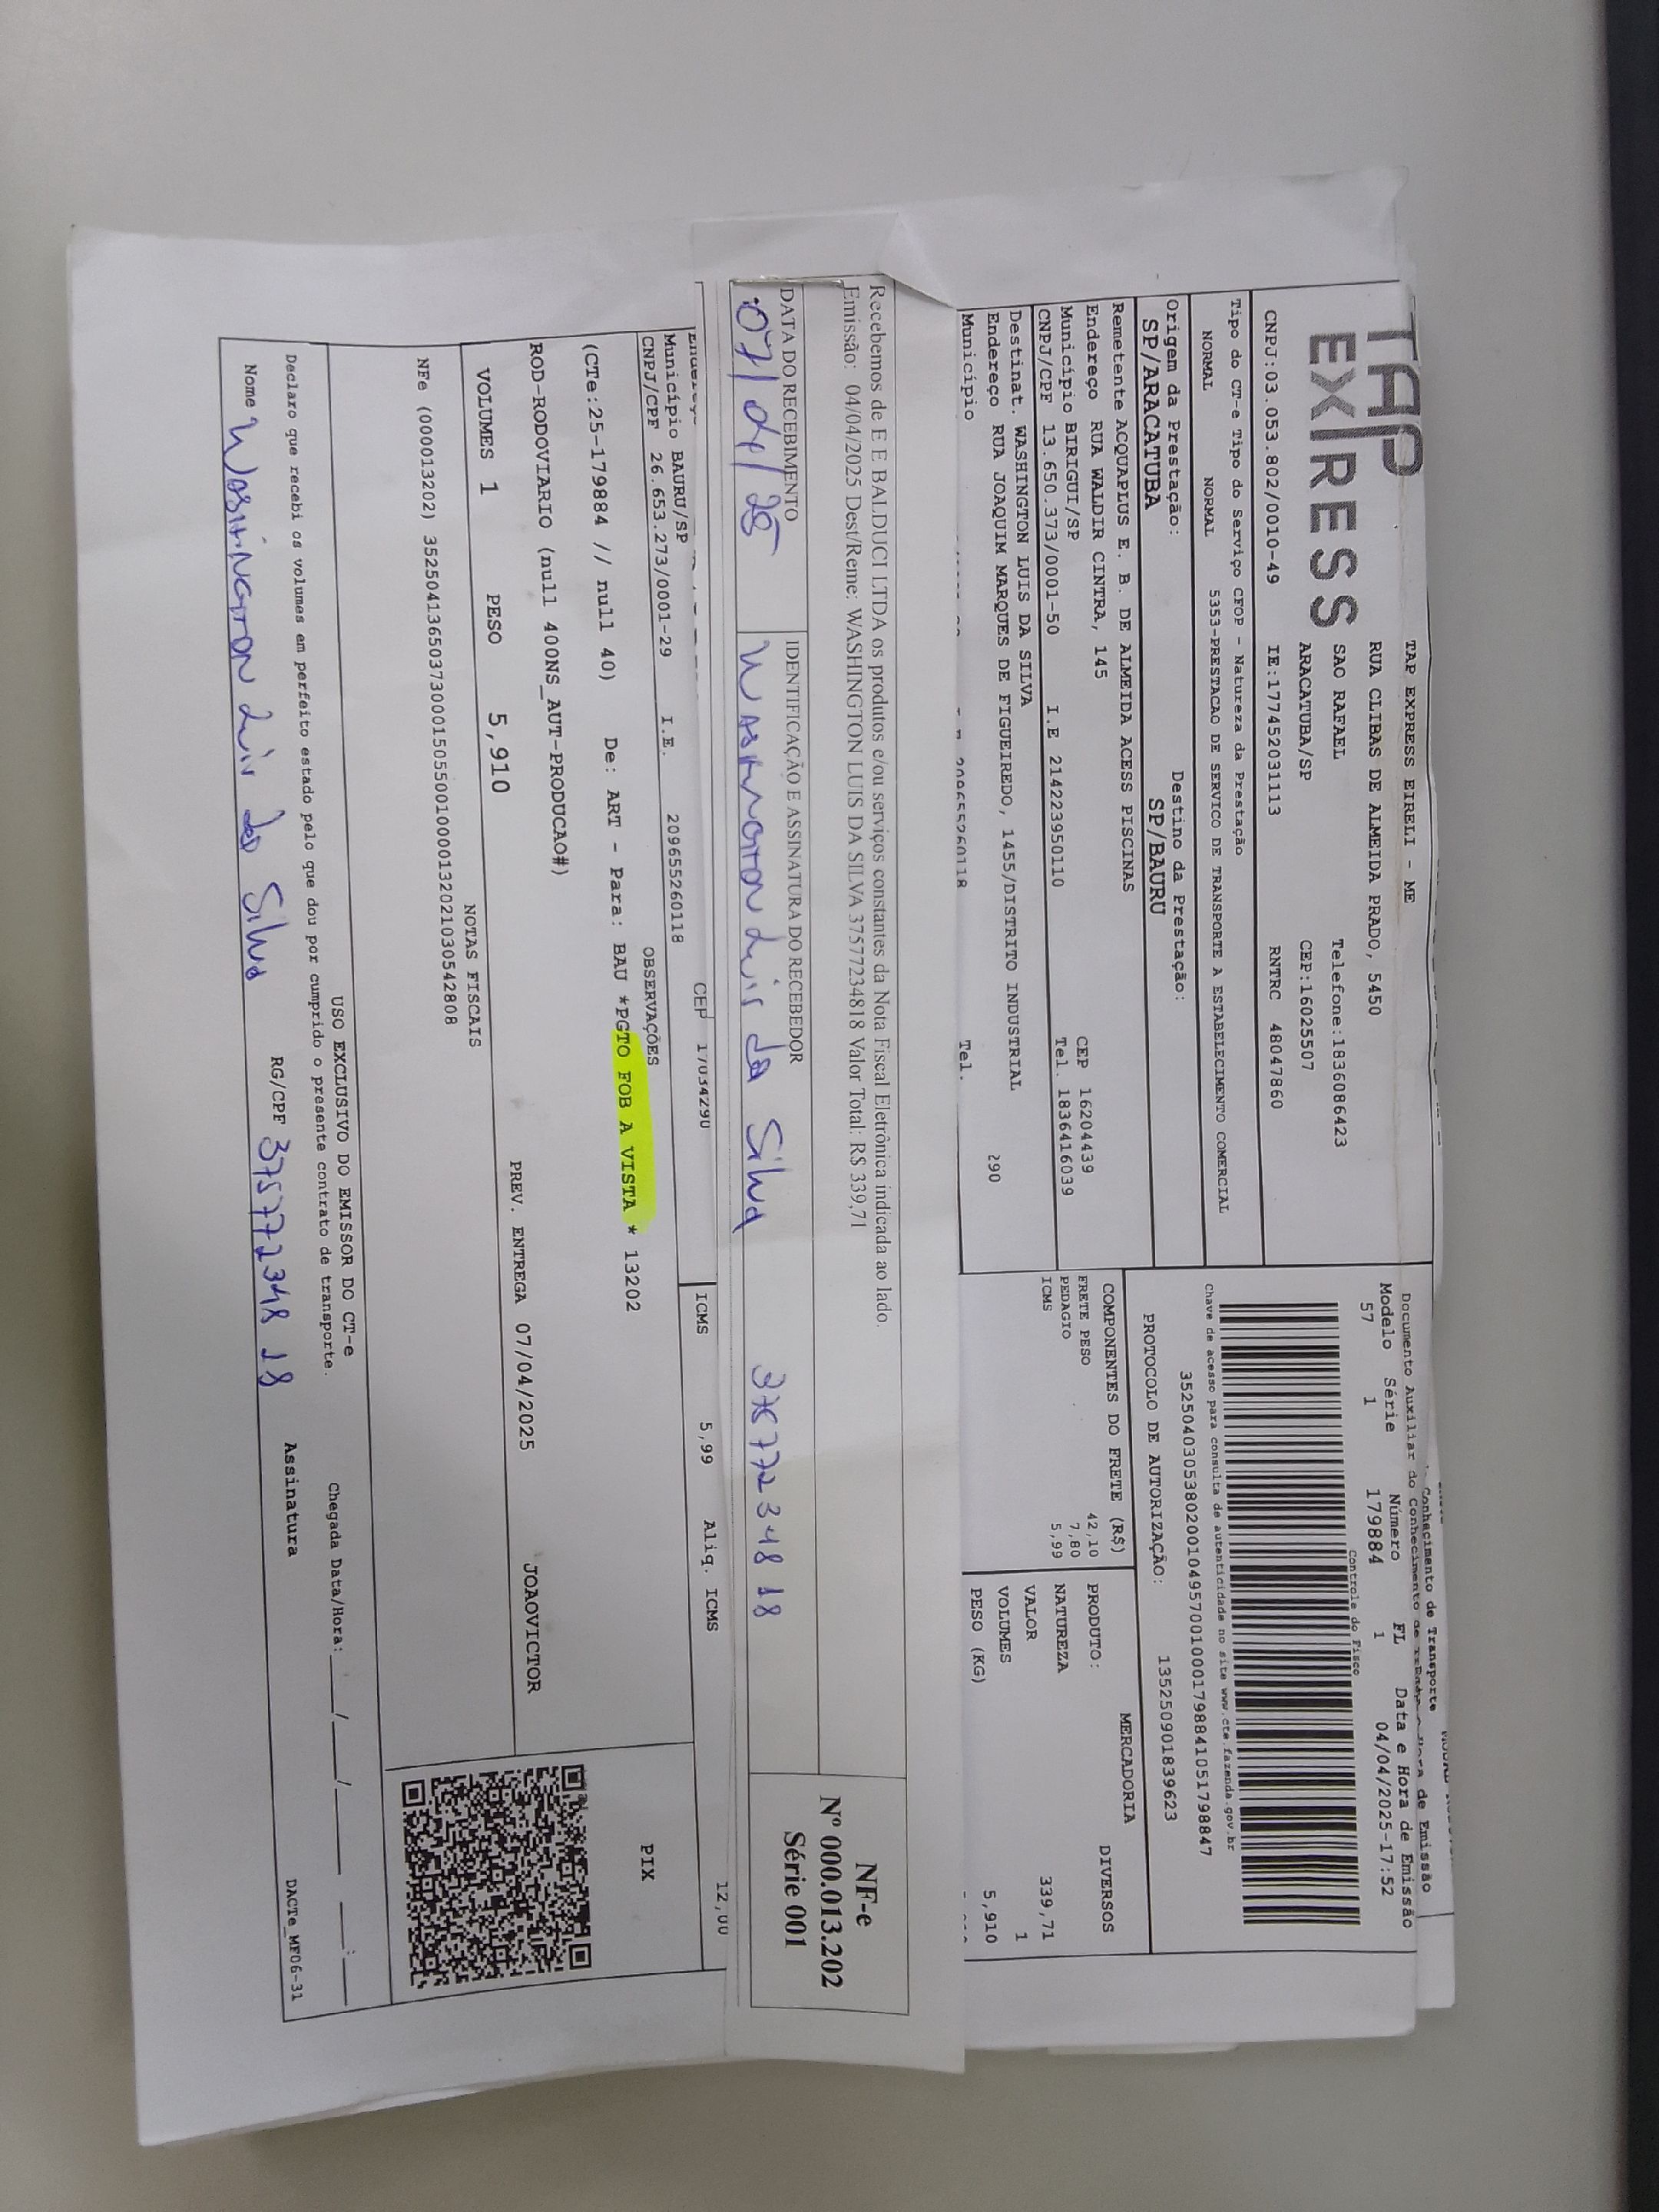 TAP
EXPRESS
TAP EXPRESS EIRELI - ME
RUA CLIBAS DE ALMEIDA PRADO, 5450
SAO RAFAEL Telefone:1836086423
ARACATUBA/SP CEP:16025507
CNPJ:03.053.802/0010-49 IE:177452031113 RNTRC 48047860
Tipo do CT-e Tipo do Serviço CFOP - Natureza da Prestação
NORMAL NORMAL 5353-PRESTACAO DE SERVICO DE TRANSPORTE A ESTABELECIMENTO COMERCIAL
Origem da Prestação: Destino da Prestação:
SP/ARACATUBA SP/BAURU
Remetente ACQUAPLUS E. B. DE ALMEIDA ACESS PISCINAS
Endereço RUA WALDIR CINTRA, 145 CEP 16204439
Município BIRIGUI/SP Tel. 1836416039
CNPJ/CPF 13.650.373/0001-50 I.E 214223950110
Destinat. WASHINGTON LUIS DA SILVA
Endereço RUA JOAQUIM MARQUES DE FIGUEIREDO, 1455/DISTRITO INDUSTRIAL 290
Município Tel.
209655260118
Conhecimento de Transporte
Documento Auxiliar do Conhecimento de
Modelo Série Número FL Data e Hora de Emissão
57 1 179884 1 04/04/2025-17:52
Controle do Fisco
Chave de acesso para consulta de autenticidade no site www.cte.fazenda.gov.br
35250403053802001049570010001798841051798847
PROTOCOLO DE AUTORIZAÇÃO: 135250901839623
COMPONENTES DO FRETE (R$)
FRETE PESO 42,10
PEDAGIO 7,80
ICMS 5,99
MERCADORIA
PRODUTO: DIVERSOS
NATUREZA
VALOR 339,71
VOLUMES 1
PESO (KG) 5,910
Recebemos de E E BALDUCI LTDA os produtos e/ou serviços constantes da Nota Fiscal Eletrônica indicada ao lado.
Emissão: 04/04/2025 Dest/Reme: WASHINGTON LUIS DA SILVA 37577234818 Valor Total: R$ 339,71
DATA DO RECEBIMENTO IDENTIFICAÇÃO E ASSINATURA DO RECEBEDOR
07/04/25 Washington Luis da Silva 375772348 18
NF-e
Nº 000.013.202
Série 001
CEP 17034290
Município BAURU/SP
CNPJ/CPF 26.653.273/0001-29 I.E. 209655260118
ICMS 5,99 Aliq. ICMS 12,00
OBSERVAÇÕES
(CTe:25-179884 // null 40) De: ART - Para: BAU *PGTO FOB A VISTA * 13202
ROD-RODOVIARIO (null 400NS_AUT-PRODUCAO#)
PIX
VOLUMES 1 PESO 5,910 PREV. ENTREGA 07/04/2025 JOAOVICTOR
NOTAS FISCAIS
NFe (000013202) 35250413650373000150550010000132021030542808
USO EXCLUSIVO DO EMISSOR DO CT-e
Declaro que recebi os volumes em perfeito estado pelo que dou por cumprido o presente contrato de transporte. Chegada Data/Hora:___/___/_____ __:__
Nome Washington Luis da Silva RG/CPF 375772348 18 Assinatura
DACTe_MF06-31